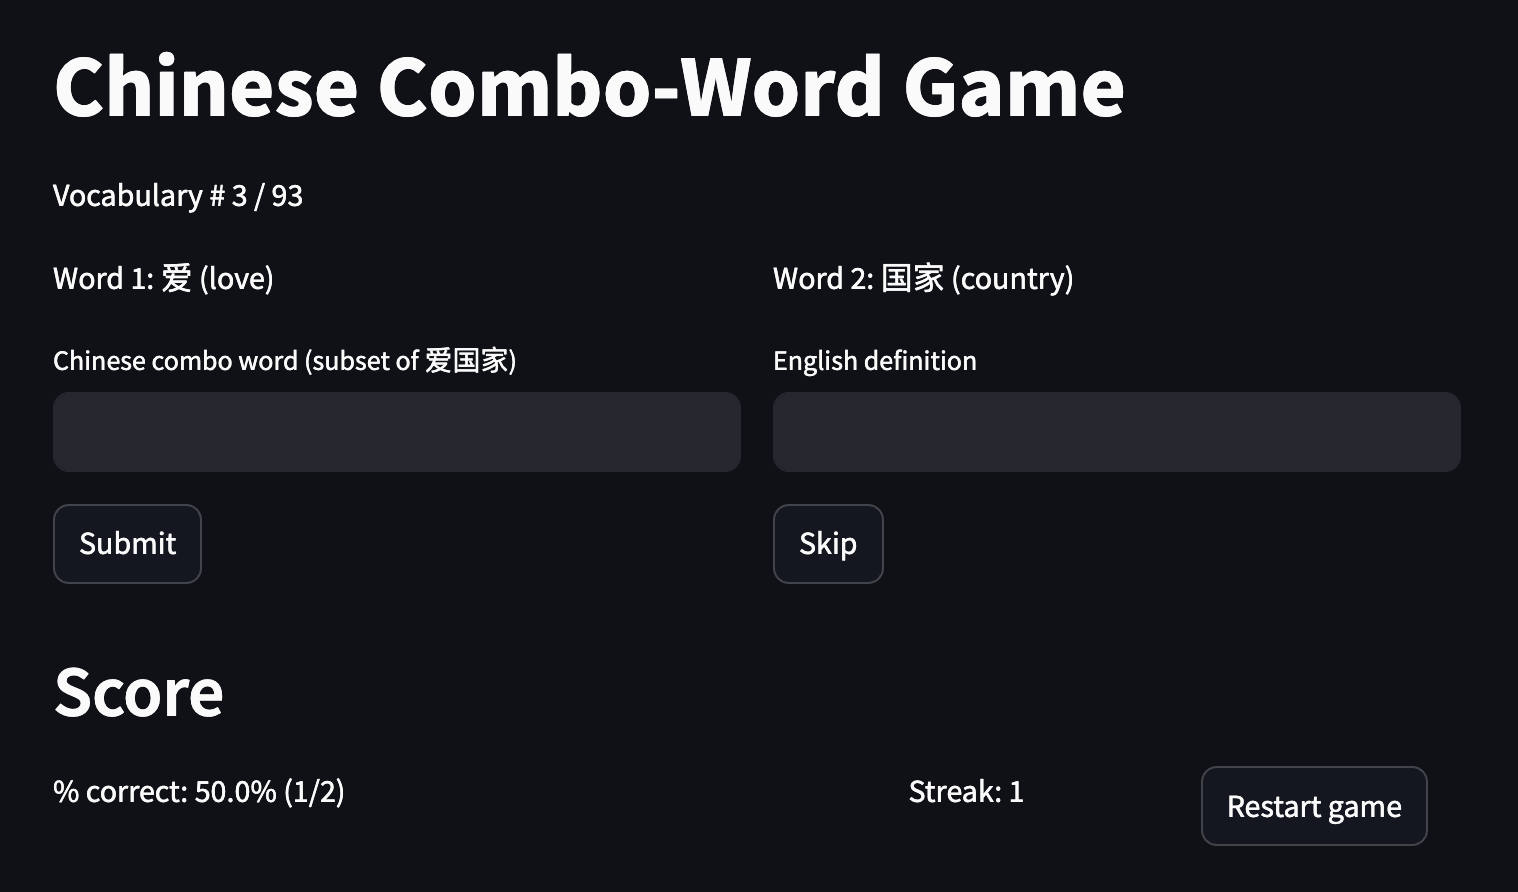 Chinese Combo-Word Game
Vocabulary # 3 / 93
Word 1: 爱 (love)
Word 2: 国家 (country)
Chinese combo word (subset of 爱国家)
English definition
Submit
Skip
Score
% correct: 50.0% (1/2)
Streak: 1
Restart game